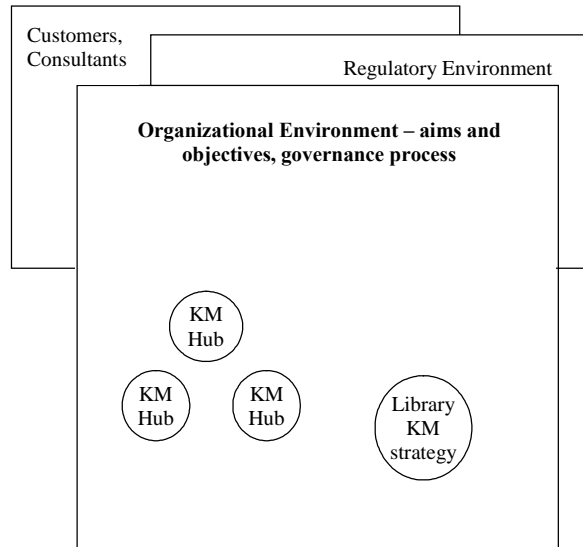 Customers,
Consultants
Regulatory Environment
Organizational Environment – aims and
objectives, governance process
KM
Hub
KM
Hub
KM
Hub
Library
KM
strategy